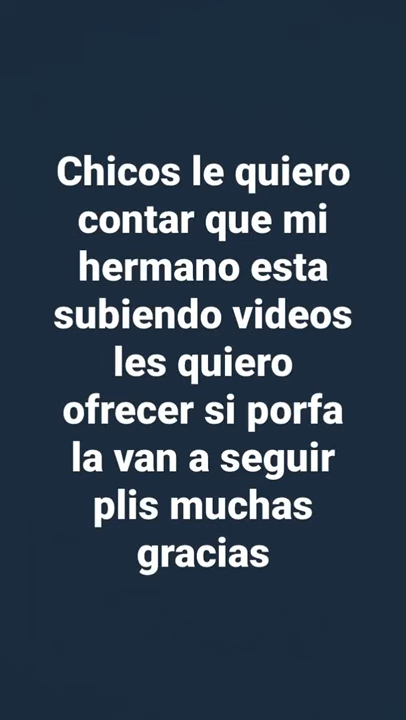 Chicos le quiero
contar que mi
hermano esta
subiendo videos
les quiero
ofrecer si porfa
la van a seguir
plis muchas
gracias